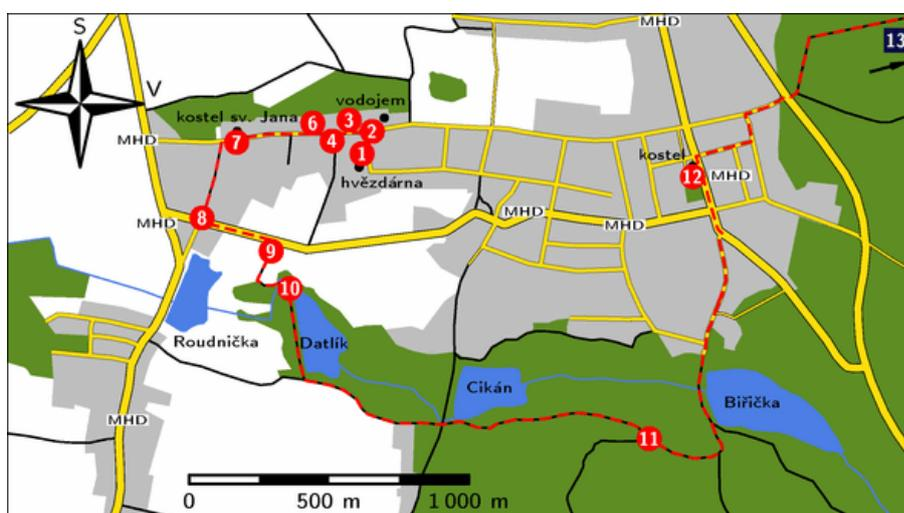 S
V
MHD
13
vodojem
kostel sv. Jana
6
3
2
MHD
7
4
1
kostel
hvězdárna
12
MHD
MHD
8
MHD
MHD
9
10
Roudnička
Datlík
Cikán
Biřička
MHD
11
0
500 m
1 000 m